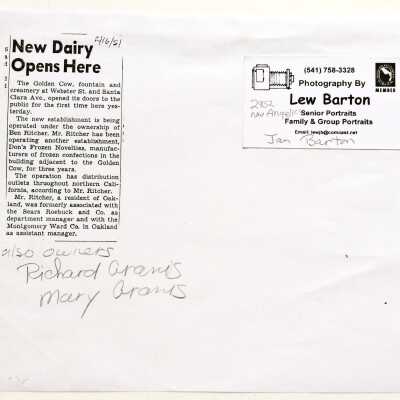 4/6/51
New Dairy
Opens Here
The Golden Cow, fountain and
creamery at Webster St. and Santa
Clara Ave., opened its doors to the
public for the first time here yes-
terday.
The new establishment is being
operated under the ownership of
Ben Ritcher. Mr. Ritcher has been
operating another establishment,
Don's Frozen Novelties, manufac-
turers of frozen confections in the
building adjacent to the Golden
Cow, for three years.
The operation has distribution
outlets throughout northern Cali-
fornia, according to Mr. Ritcher.
Mr. Ritcher, a resident of Oak-
land, was formerly associated with
the Sears Roebuck and Co. as
department manager and with the
Montgomery Ward Co. in Oakland
as assistant manager.
(541) 758-3328
Photography By
Lew Barton
Senior Portraits
Family & Group Portraits
MEMBER
2952
Jan Barton
also owners
Richard Aranis
Mary Aranis